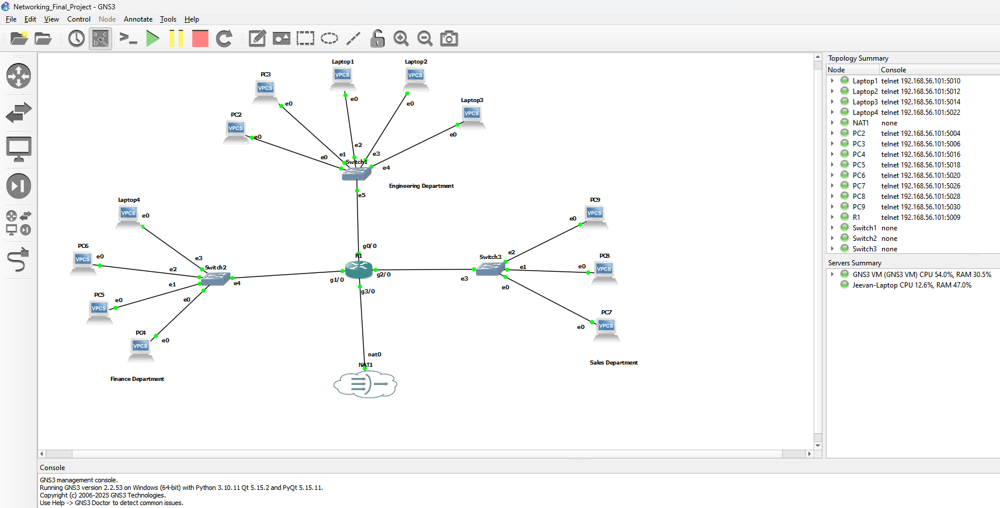 Networking_Final_Project - GNS3
File Edit View Control Node Annotate Tools Help
Laptop1
Laptop2
PC3
VPCS
VPCS
VPCS
e0
e0
e0
Laptop3
VPCS
PC2
VPCS
e0
e0
e2
e1
e3
e0
Switch1
e4
Engineering Department
e5
Laptop4
VPCS
e0
PC9
VPCS
e0
PC6
VPCS
e0
g0/0
R1
e3
e2
Switch2
e1
e4
g1/0
g2/0
g3/0
Switch3
e2
e1
e3
e0
PC8
VPCS
e0
PC5
VPCS
e0
e0
PC7
VPCS
e0
PC4
VPCS
e0
nat0
NAT1
Sales Department
Finance Department
Topology Summary
Node Console
Laptop1 telnet 192.168.56.101:5010
Laptop2 telnet 192.168.56.101:5012
Laptop3 telnet 192.168.56.101:5014
Laptop4 telnet 192.168.56.101:5022
NAT1 none
PC2 telnet 192.168.56.101:5004
PC3 telnet 192.168.56.101:5006
PC4 telnet 192.168.56.101:5016
PC5 telnet 192.168.56.101:5018
PC6 telnet 192.168.56.101:5020
PC7 telnet 192.168.56.101:5026
PC8 telnet 192.168.56.101:5028
PC9 telnet 192.168.56.101:5030
R1 telnet 192.168.56.101:5009
Switch1 none
Switch2 none
Switch3 none
Servers Summary
GNS3 VM (GNS3 VM) CPU 54.0%, RAM 30.5%
Jeevan-Laptop CPU 12.6%, RAM 47.0%
Console
GNS3 management console.
Running GNS3 version 2.2.53 on Windows (64-bit) with Python 3.10.11 Qt 5.15.2 and PyQt 5.15.11.
Copyright (c) 2006-2025 GNS3 Technologies.
Use Help -> GNS3 Doctor to detect common issues.